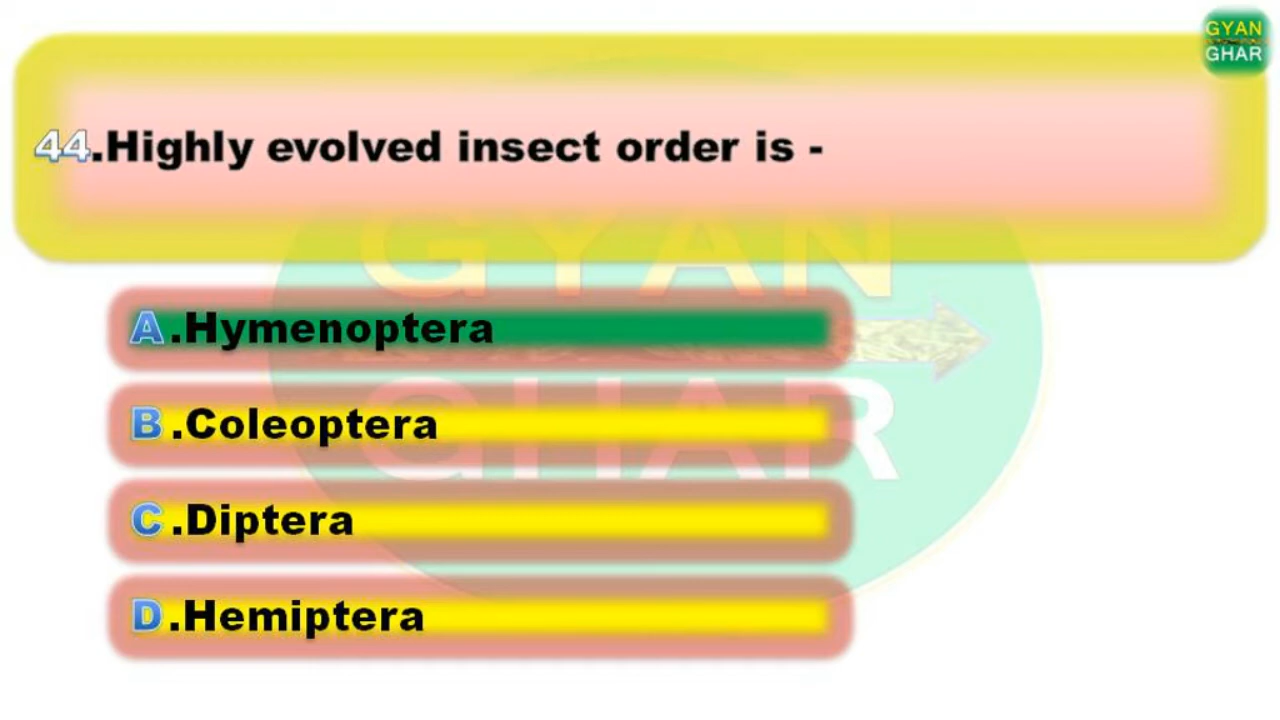 GYAN
GHAR
44.Highly evolved insect order is -
GYAN
GHAR
A.Hymenoptera
B.Coleoptera
C.Diptera
D.Hemiptera